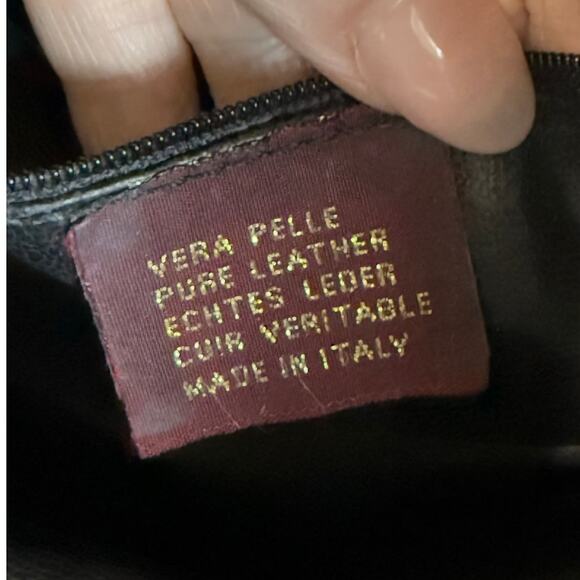 VERA PELLE
PURE LEATHER
ECHTES LEDER
CUIR VERITABLE
MADE IN ITALY